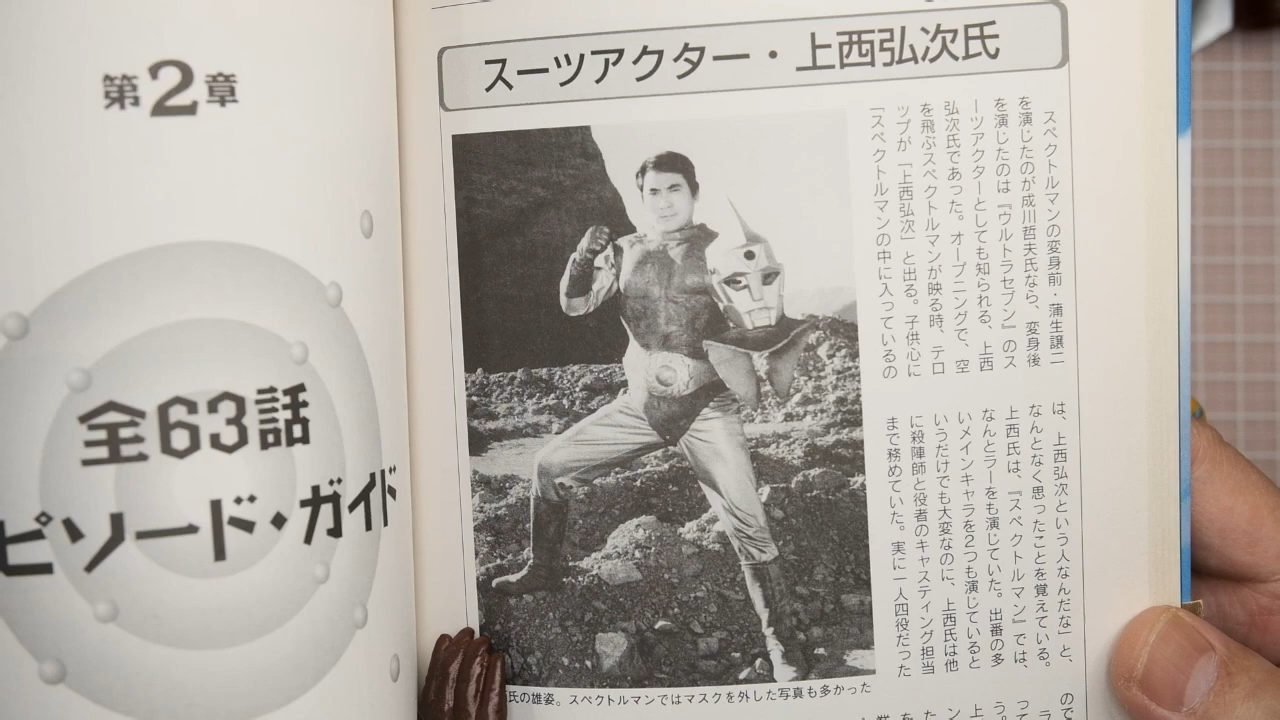 第2章
全63話
ピソード・ガイド
スーツアクター・上西弘次氏
スペクトルマンの変身前・蒲生譲二
を演じたのが成川哲夫氏なら、変身後
を演じたのは『ウルトラセブン』のス
ーツアクターとしても知られる、上西
弘次氏であった。オープニングで、空
を飛ぶスペクトルマンが映る時、テロ
ップが「上西弘次」と出る。子供心に
「スペクトルマンの中に入っているの
は、上西弘次という人なんだな」と、
なんとなく思ったことを覚えている。
上西氏は、『スペクトルマン』では、
なんとラーをも演じていた。出番の多
いメインキャラを2つも演じていると
いうだけでも大変なのに、上西氏は他
に殺陣師と役者のキャスティング担当
まで務めていた。実に一人四役だった
ので
氏の雄姿。スペクトルマンではマスクを外した写真も多かった